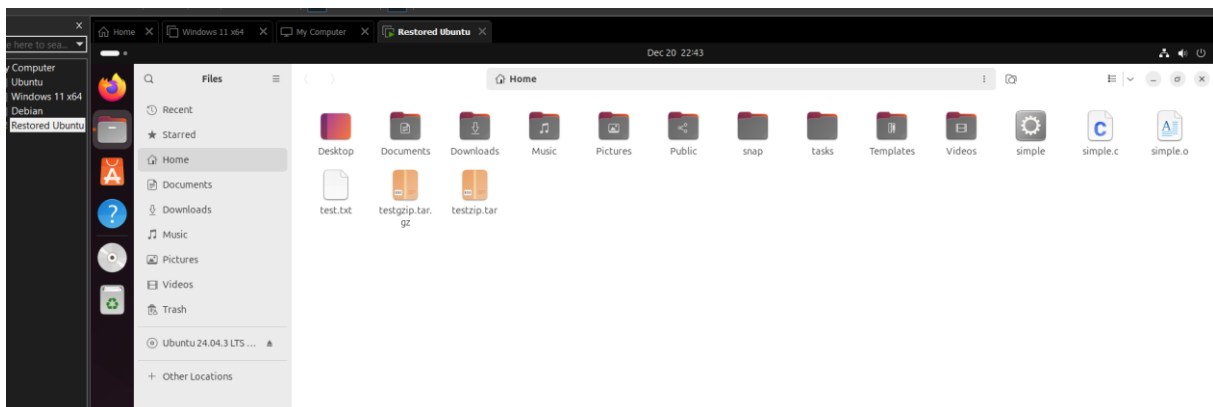 Home
Windows 11 x64
My Computer
Restored Ubuntu
e here to sea...
Dec 20 22:43
Computer
Ubuntu
Windows 11 x64
Debian
Restored Ubuntu
Files
Home
Recent
Starred
Home
Documents
Downloads
Music
Pictures
Videos
Trash
Ubuntu 24.04.3 LTS ...
Other Locations
Desktop
Documents
Downloads
Music
Pictures
Public
snap
tasks
Templates
Videos
simple
simple.c
simple.o
test.txt
testgzip.tar.
gz
testzip.tar